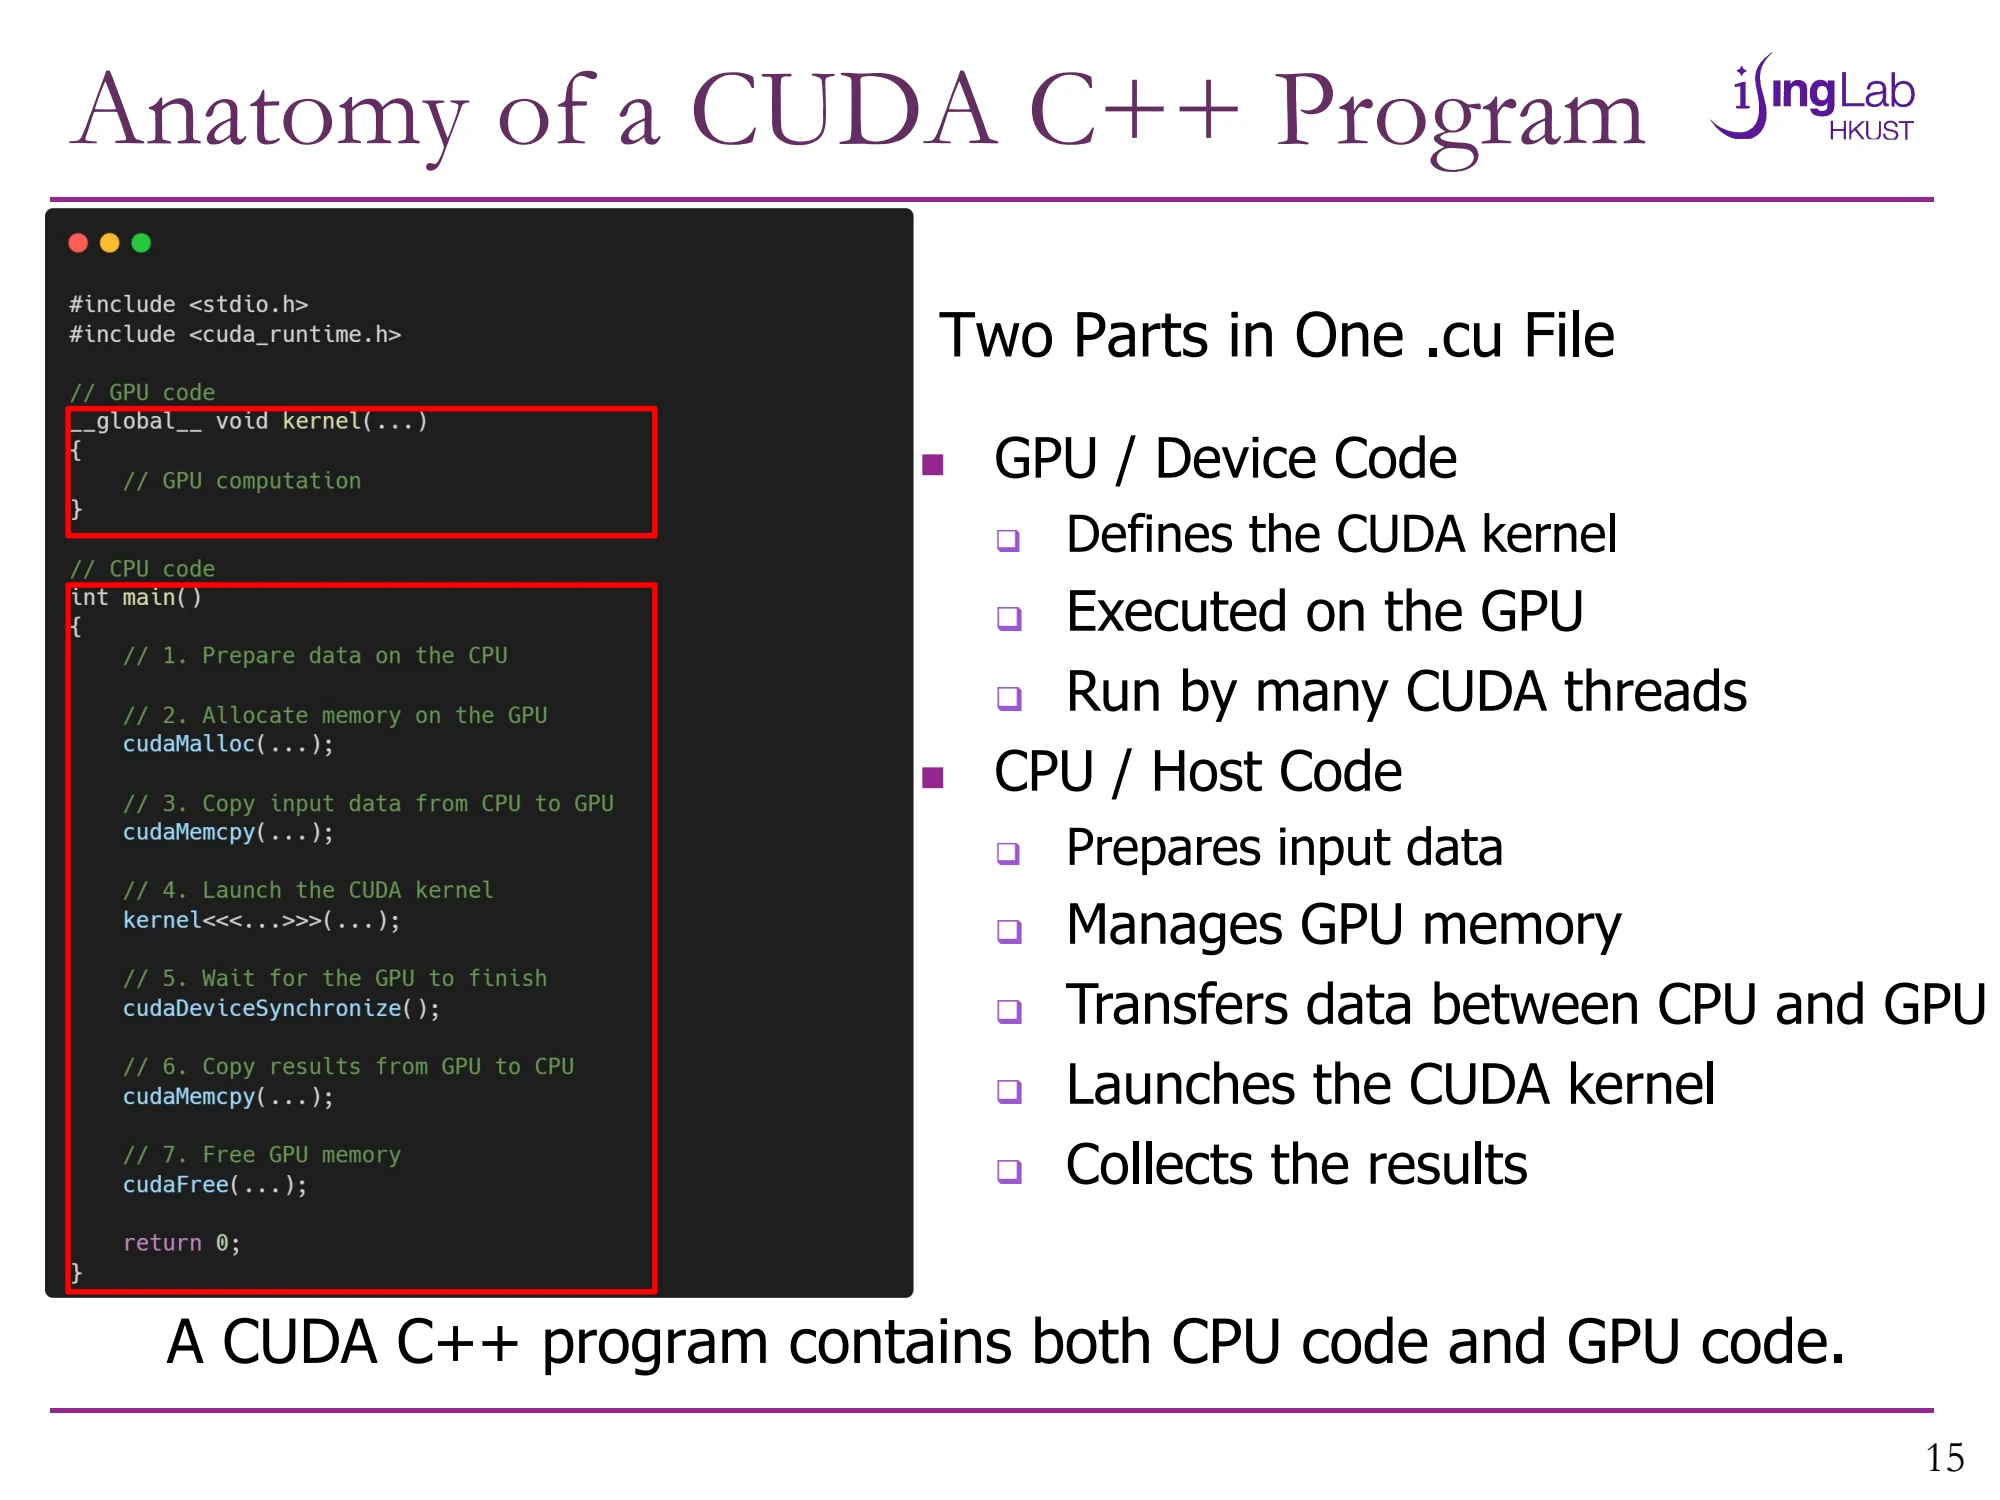 Anatomy of a CUDA C++ Program
ising Lab
HKUST
#include <stdio.h>
#include <cuda_runtime.h>
// GPU code
__global__ void kernel(...)
{
// GPU computation
}
// CPU code
int main()
{
// 1. Prepare data on the CPU
// 2. Allocate memory on the GPU
cudaMalloc(...);
// 3. Copy input data from CPU to GPU
cudaMemcpy(...);
// 4. Launch the CUDA kernel
kernel<<<...>>>(...);
// 5. Wait for the GPU to finish
cudaDeviceSynchronize();
// 6. Copy results from GPU to CPU
cudaMemcpy(...);
// 7. Free GPU memory
cudaFree(...);
return 0;
}
Two Parts in One .cu File
GPU / Device Code
Defines the CUDA kernel
Executed on the GPU
Run by many CUDA threads
CPU / Host Code
Prepares input data
Manages GPU memory
Transfers data between CPU and GPU
Launches the CUDA kernel
Collects the results
A CUDA C++ program contains both CPU code and GPU code.
15